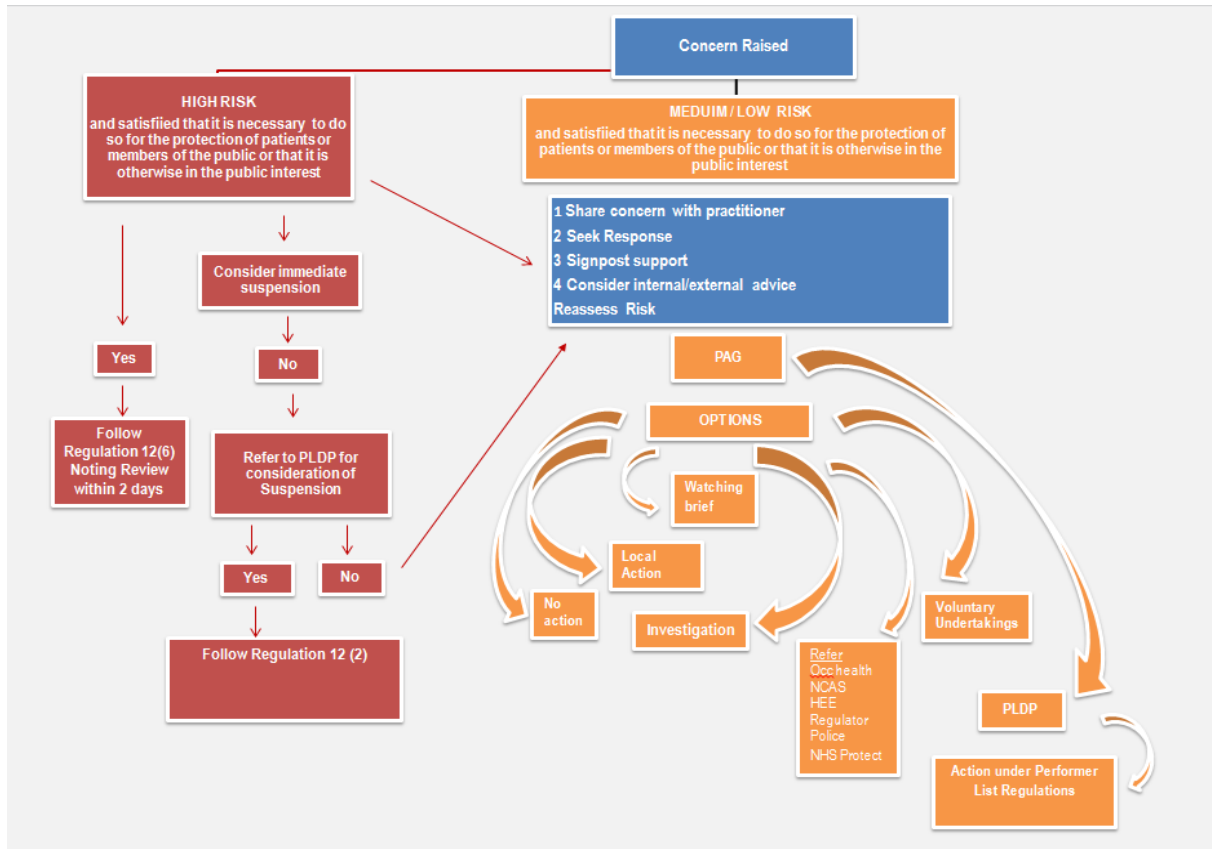 Concern Raised
HIGH RISK
and satisfiied that it is necessary to do
so for the protection of patients or
members of the public or that it is
otherwise in the public interest
MEDUIM / LOW RISK
and satisfiied that it is necessary to do so for the protection of
patients or members of the public or that it is otherwise in the
public interest
1 Share concern with practitioner
2 Seek Response
3 Signpost support
4 Consider internal/external advice
Reassess Risk
Consider immediate
suspension
Yes
No
Follow
Regulation 12(6)
Noting Review
within 2 days
Refer to PLDP for
consideration of
Suspension
Yes
No
Follow Regulation 12 (2)
PAG
OPTIONS
Watching
brief
Local
Action
No
action
Investigation
Refer
Occ health
NCAS
HEE
Regulator
Police
NHS Protect
Voluntary
Undertakings
PLDP
Action under Performer
List Regulations